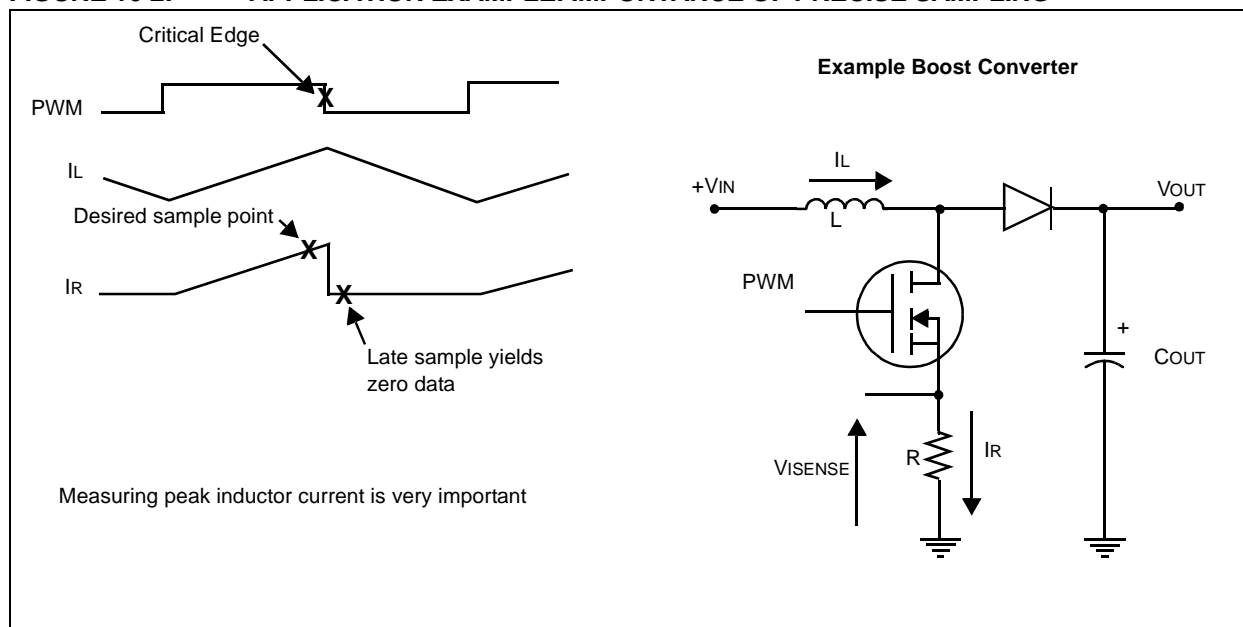 Critical Edge
PWM
IL
Desired sample point
IR
Late sample yields
zero data
Measuring peak inductor current is very important
Example Boost Converter
IL
+VIN
VOUT
L
PWM
+
COUT
VISENSE
R
IR